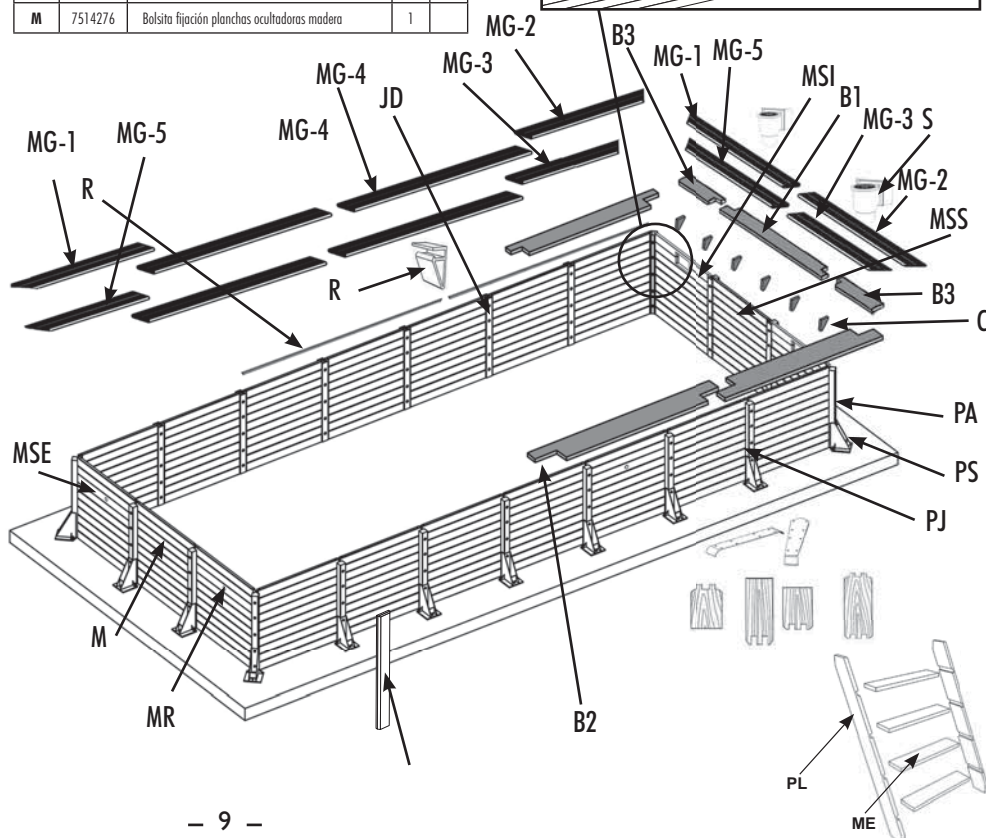 M 7514276 Bolsita fijación planchas ocultadoras madera 1
MG-2
B3
MG-1 MG-5
MSI
B1
MG-3 S
MG-2
MSS
MG-4
JD
MG-3
MG-4
MG-1
MG-5
R
R
B3
C
PA
PS
PJ
MSE
M
MR
B2
PL
ME
– 9 –